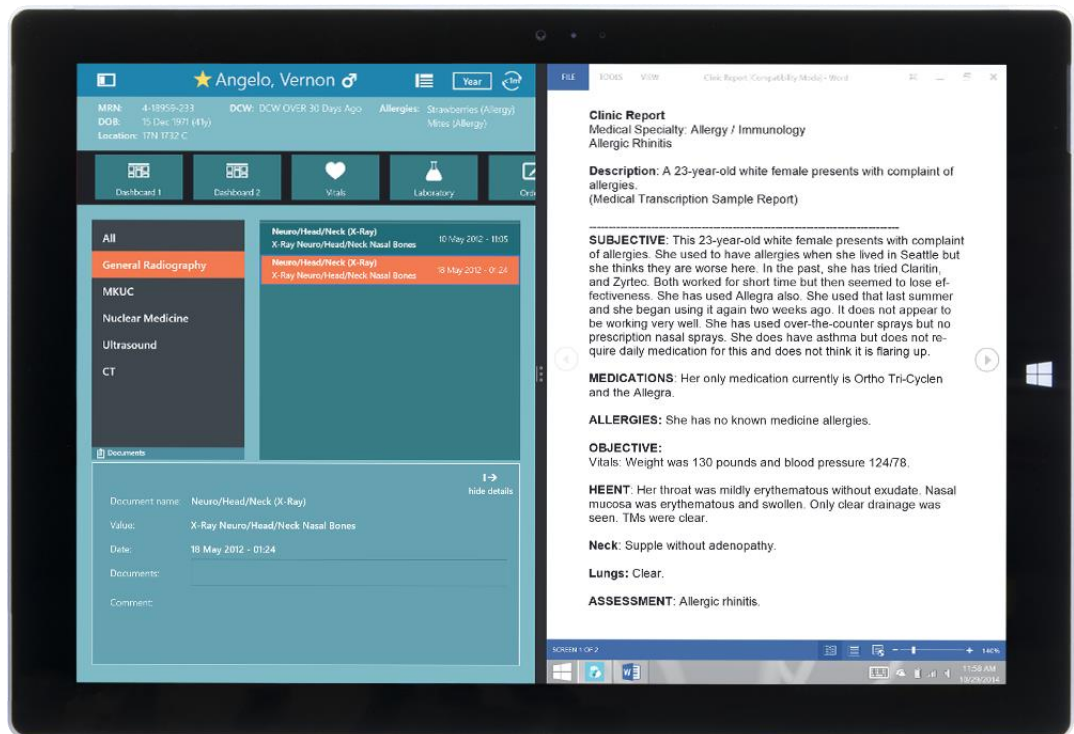 Angelo, Vernon
Year
1m
MRN: 4-18959-233
DCW: DCW OVER 30 Days Ago
Allergies: Strawberries (Allergy)
Mites (Allergy)
DOB: 15 Dec 1971 (41y)
Location: 17N 1732 C
Dashboard 1
Dashboard 2
Vitals
Laboratory
All
General Radiography
MKUC
Nuclear Medicine
Ultrasound
CT
Documents
Neuro/Head/Neck (X-Ray)
X-Ray Neuro/Head/Neck Nasal Bones
10 May 2012 - 11:05
Neuro/Head/Neck (X-Ray)
X-Ray Neuro/Head/Neck Nasal Bones
18 May 2012 - 01:24
hide details
Document name: Neuro/Head/Neck (X-Ray)
Value: X-Ray Neuro/Head/Neck Nasal Bones
Date: 18 May 2012 - 01:24
Documents:
Comment:
FILE TOOLS VIEW
Clinic Report [Compatibility Mode] - Word
Clinic Report
Medical Specialty: Allergy / Immunology
Allergic Rhinitis
Description: A 23-year-old white female presents with complaint of
allergies.
(Medical Transcription Sample Report)
SUBJECTIVE: This 23-year-old white female presents with complaint
of allergies. She used to have allergies when she lived in Seattle but
she thinks they are worse here. In the past, she has tried Claritin,
and Zyrtec. Both worked for short time but then seemed to lose ef-
fectiveness. She has used Allegra also. She used that last summer
and she began using it again two weeks ago. It does not appear to
be working very well. She has used over-the-counter sprays but no
prescription nasal sprays. She does have asthma but does not re-
quire daily medication for this and does not think it is flaring up.
MEDICATIONS: Her only medication currently is Ortho Tri-Cyclen
and the Allegra.
ALLERGIES: She has no known medicine allergies.
OBJECTIVE:
Vitals: Weight was 130 pounds and blood pressure 124/78.
HEENT: Her throat was mildly erythematous without exudate. Nasal
mucosa was erythematous and swollen. Only clear drainage was
seen. TMs were clear.
Neck: Supple without adenopathy.
Lungs: Clear.
ASSESSMENT: Allergic rhinitis.
SCREEN 1 OF 2
146%
11:58 AM
10/29/2014